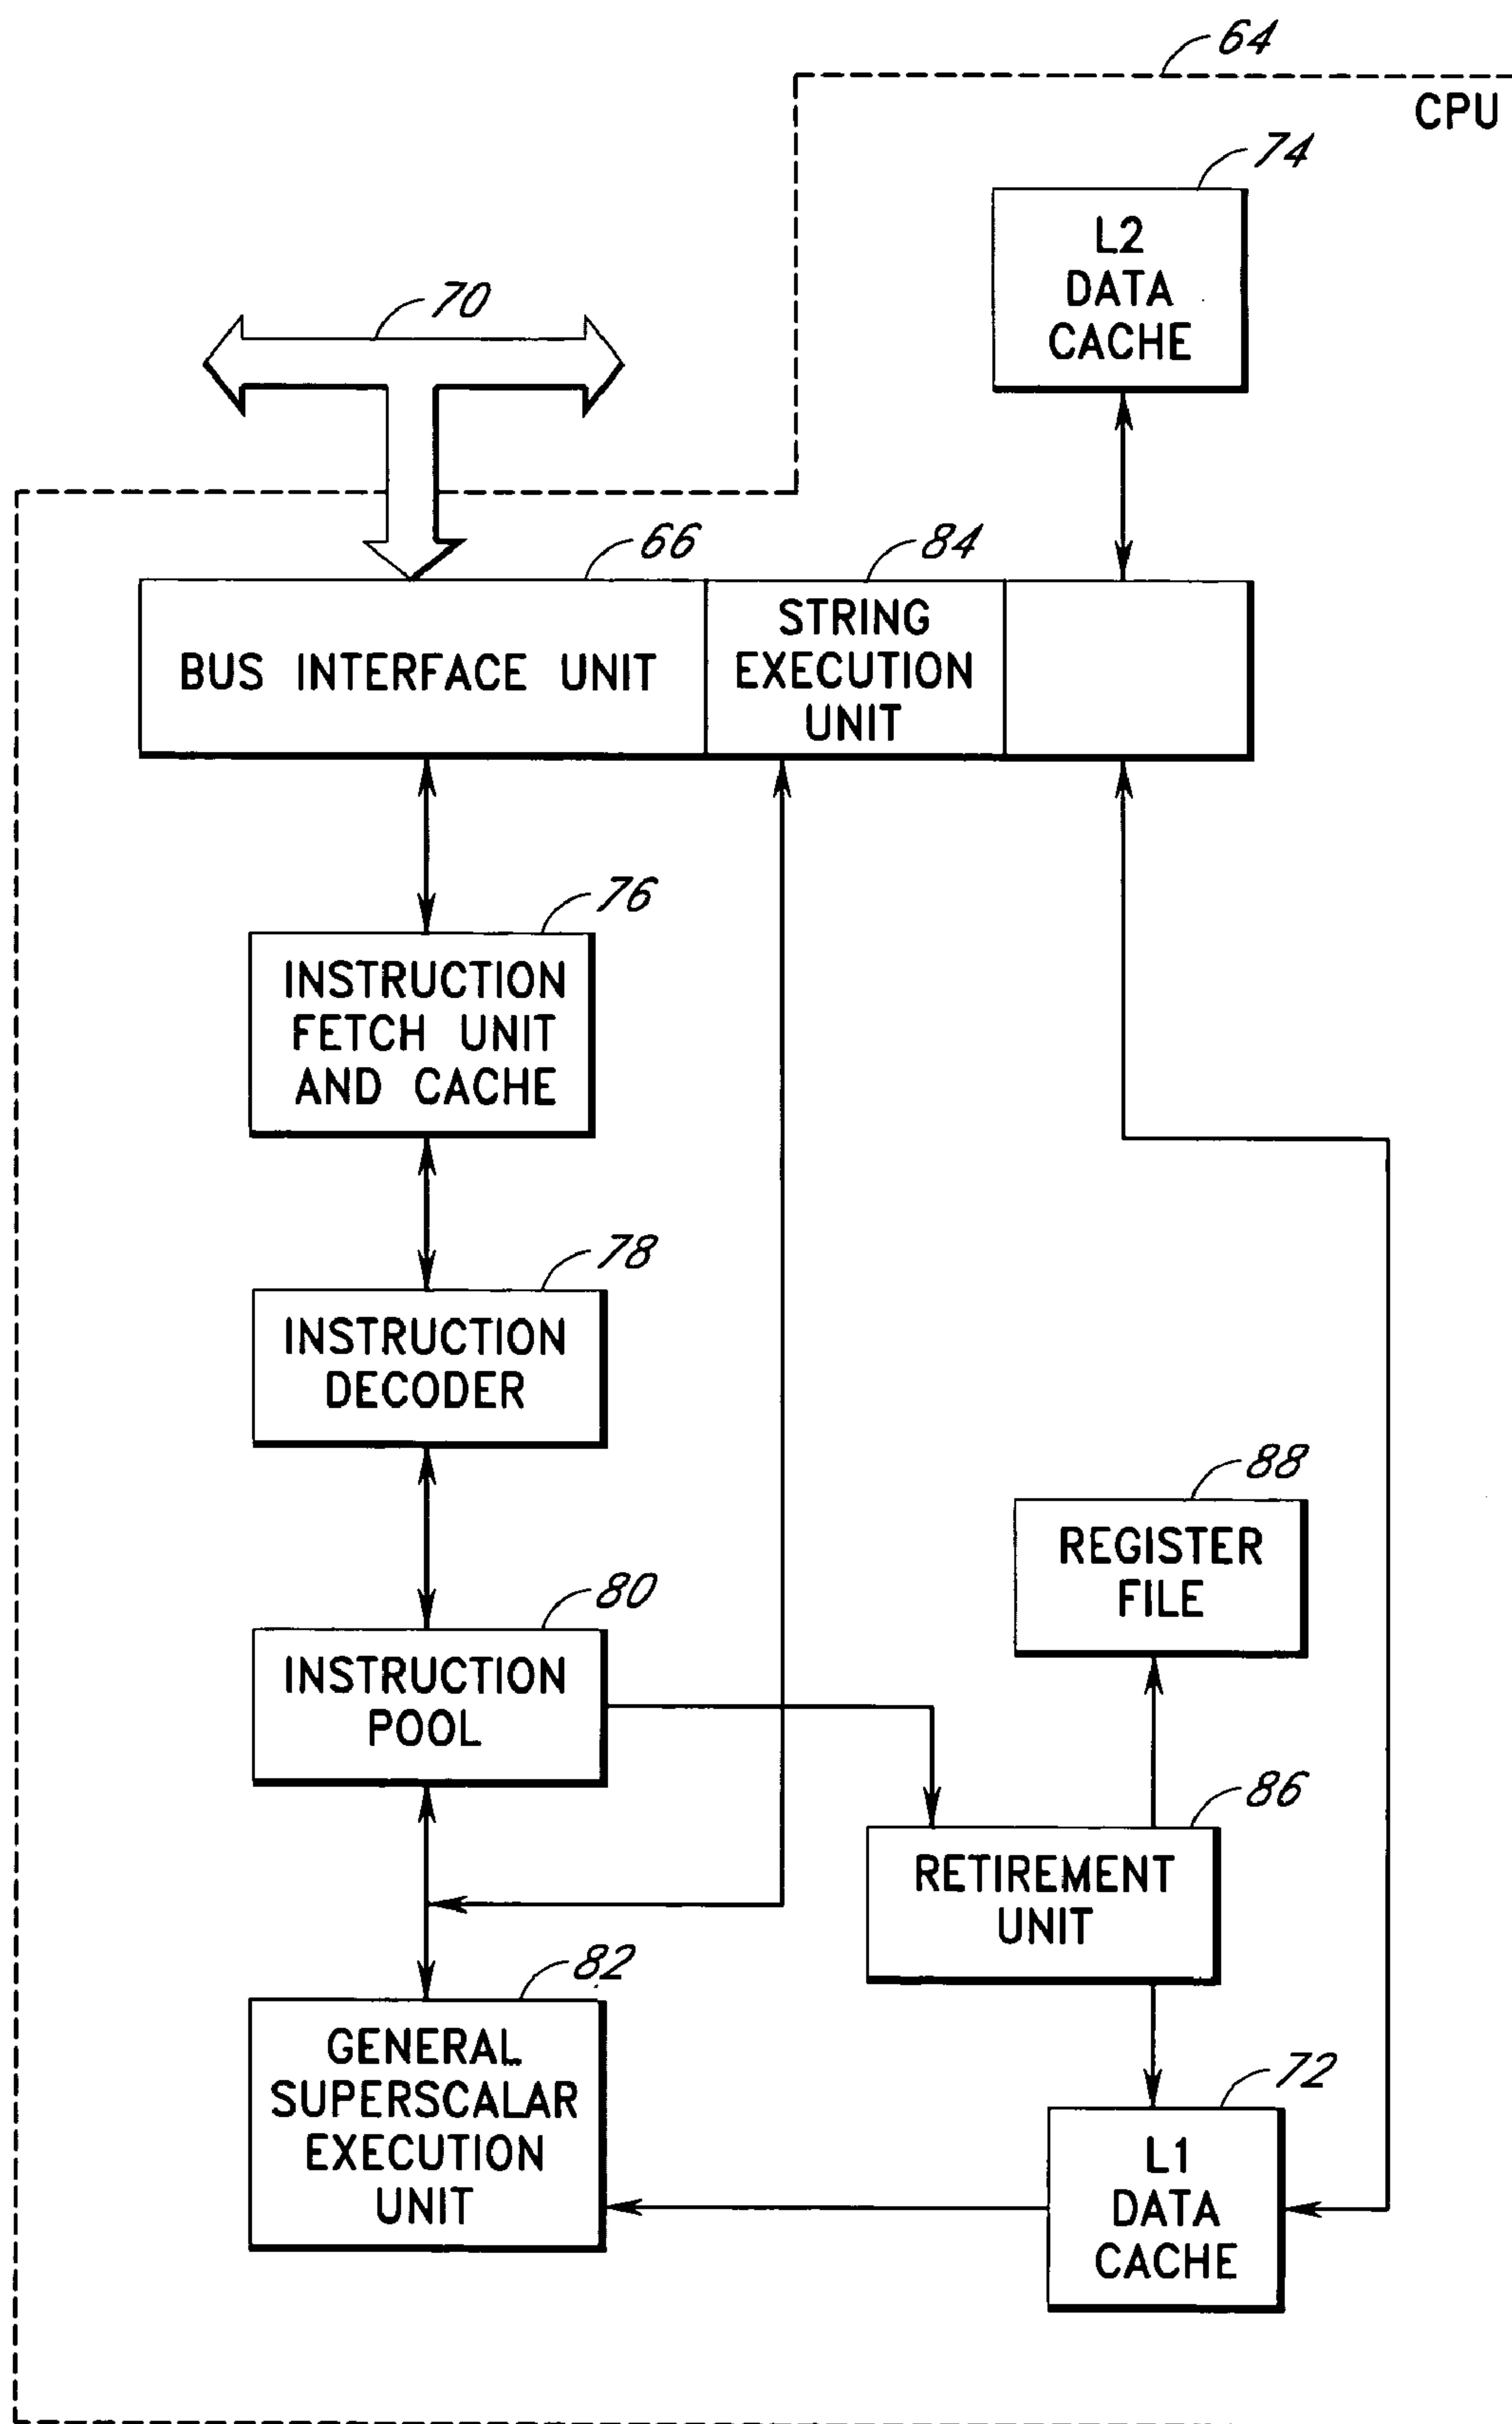 64
CPU
74
L2
DATA
CACHE
70
66
84
BUS INTERFACE UNIT
STRING
EXECUTION
UNIT
76
INSTRUCTION
FETCH UNIT
AND CACHE
78
INSTRUCTION
DECODER
88
REGISTER
FILE
80
INSTRUCTION
POOL
86
RETIREMENT
UNIT
82
GENERAL
SUPERSCALAR
EXECUTION
UNIT
72
L1
DATA
CACHE